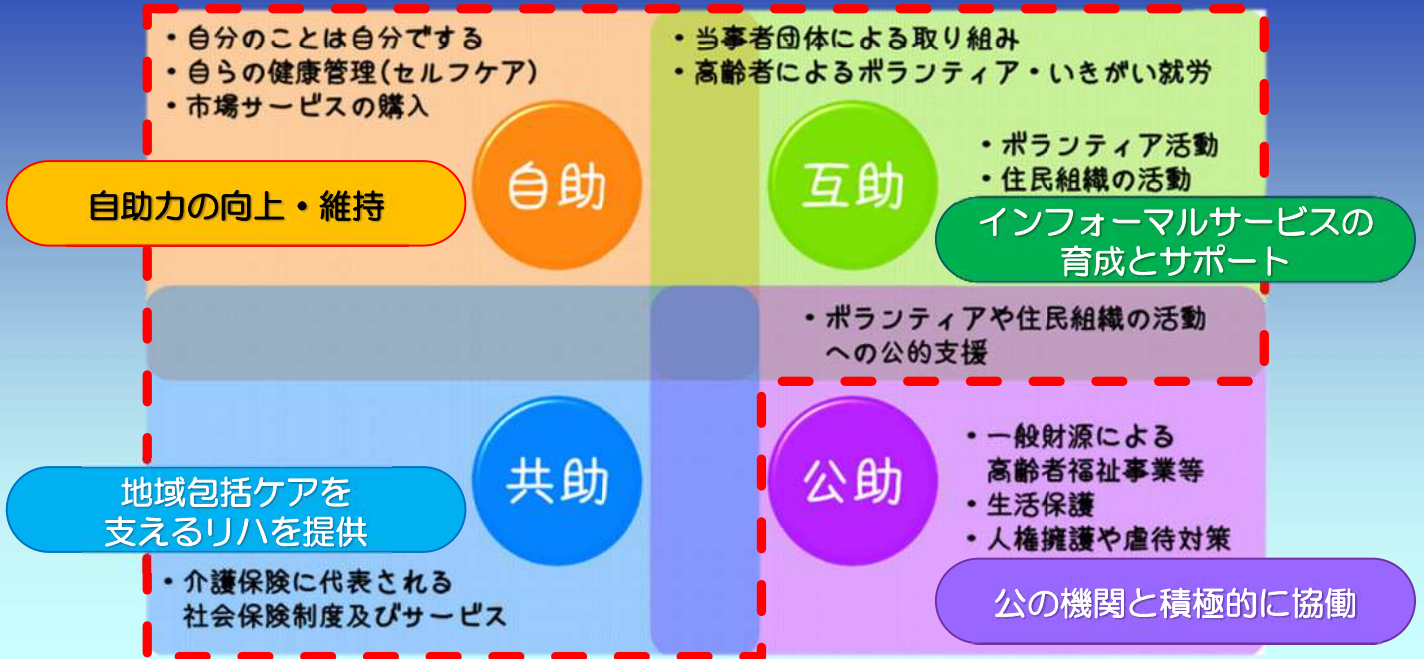 ・自分のことは自分でする
・自らの健康管理(セルフケア)
・市場サービスの購入
自助
自助力の向上・維持
・当事者団体による取り組み
・高齢者によるボランティア・いきがい就労
・ボランティア活動
・住民組織の活動
互助
インフォーマルサービスの
育成とサポート
・ボランティアや住民組織の活動
への公的支援
共助
地域包括ケアを
支えるリハを提供
・介護保険に代表される
社会保険制度及びサービス
公助
・一般財源による
高齢者福祉事業等
・生活保護
・人権擁護や虐待対策
公の機関と積極的に協働